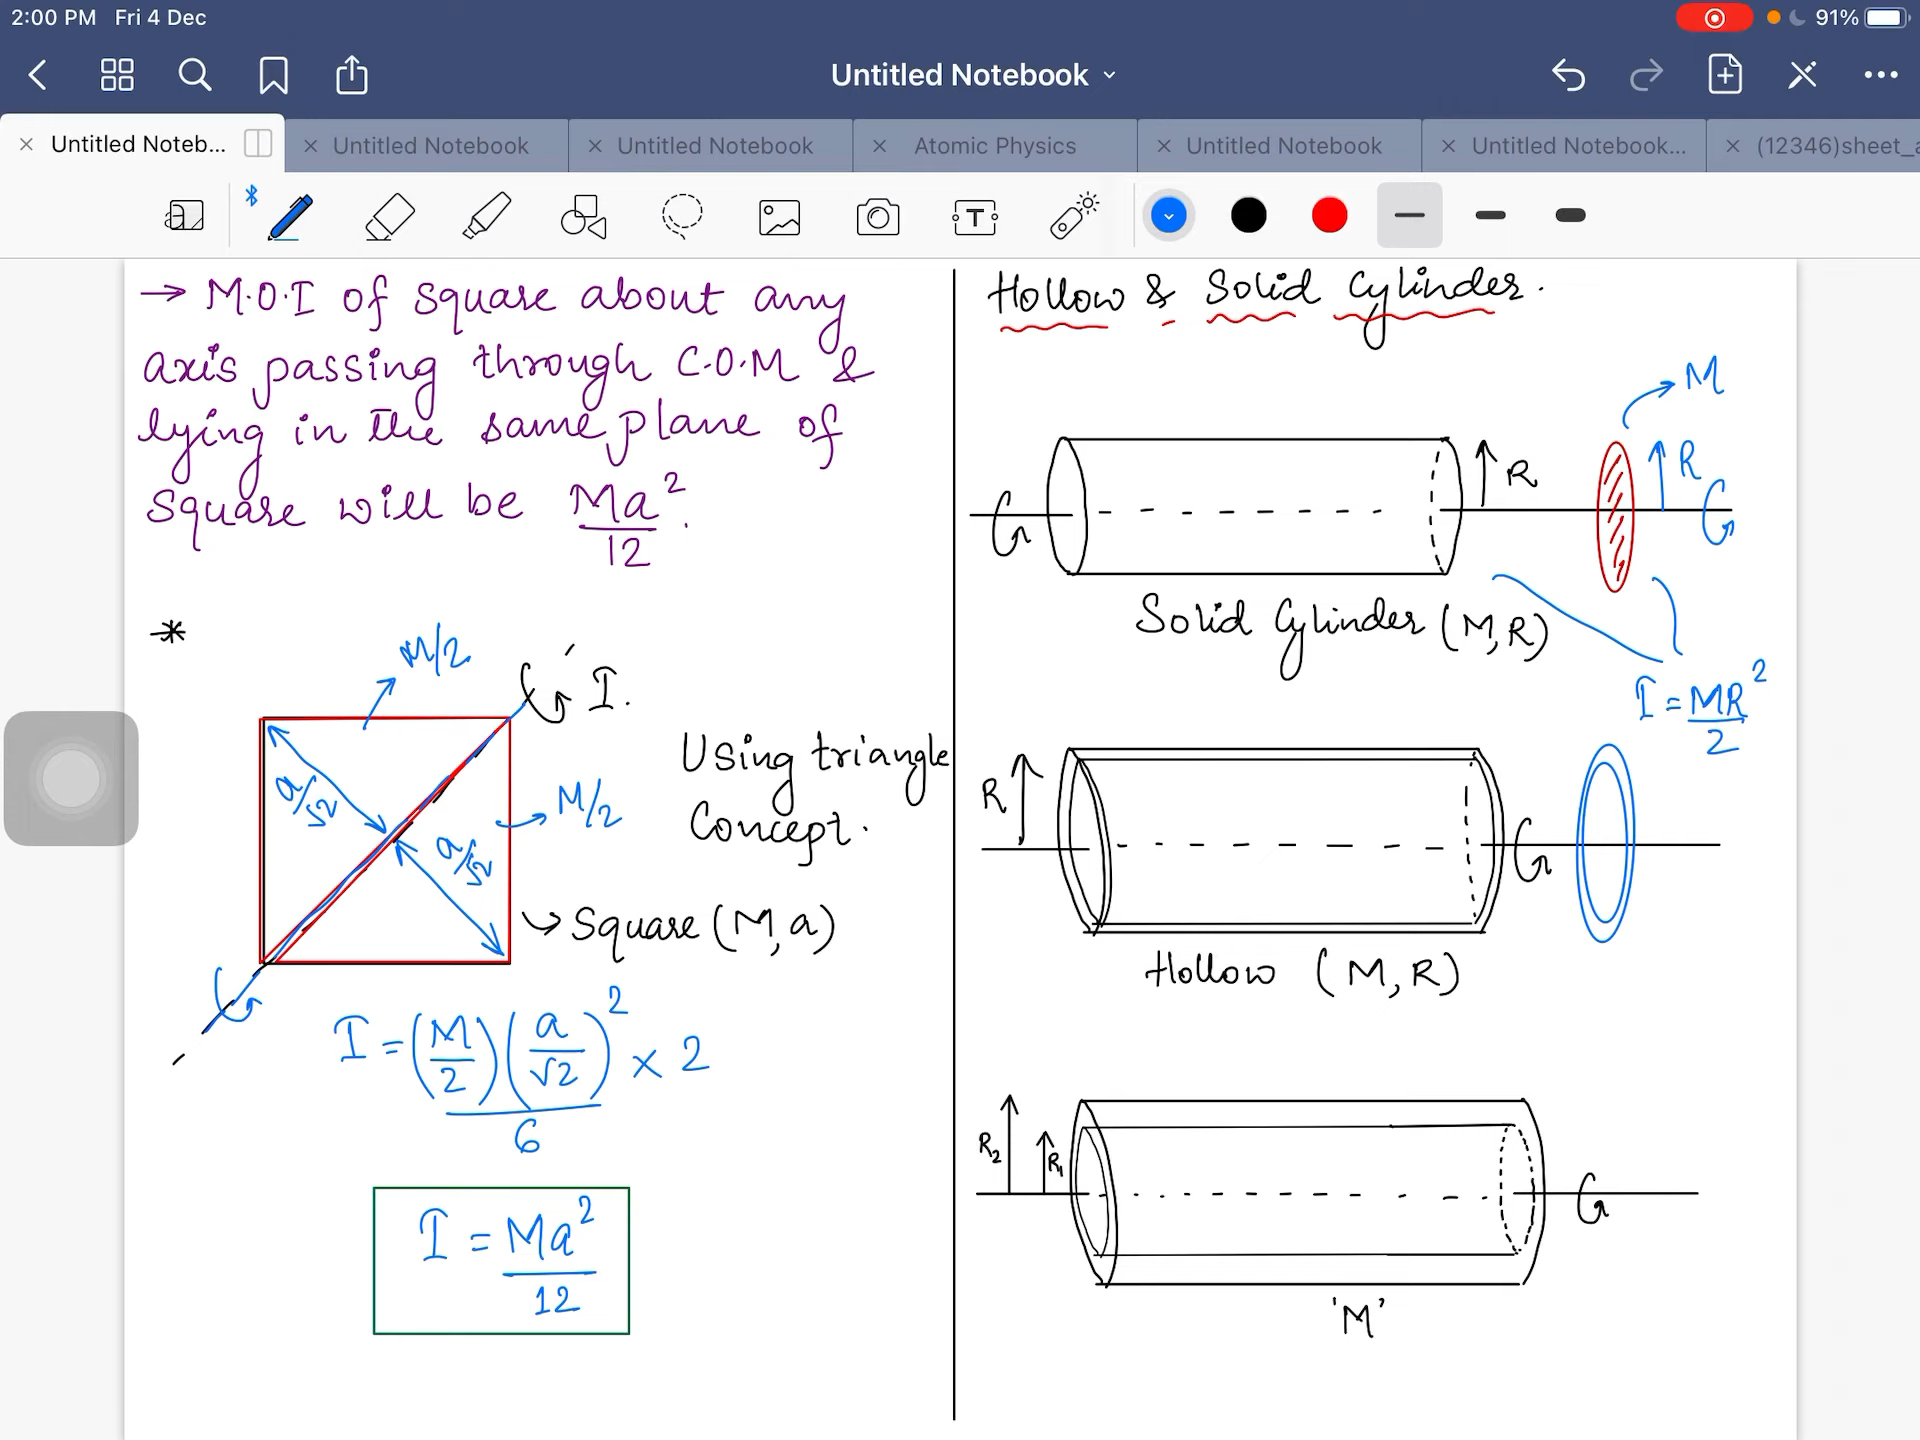 2:00 PM Fri 4 Dec
91%
Untitled Notebook
Untitled Noteb...
Untitled Notebook
Untitled Notebook
Atomic Physics
Untitled Notebook
Untitled Notebook...
(12346)sheet_a
→ M.O.I of square about any
axis passing through C.O.M &
lying in the same plane of
square will be Ma²/12.
*
M/2
I.
a/√2
M/2
a/√2
Using triangle
Concept.
Square (M, a)
I = (M/2)(a/√2)²/6 × 2
I = Ma²/12
Hollow & Solid Cylinder.
M
R
R
Solid Cylinder (M, R)
I = MR²/2
R
Hollow (M, R)
R₂
R₁
'M'